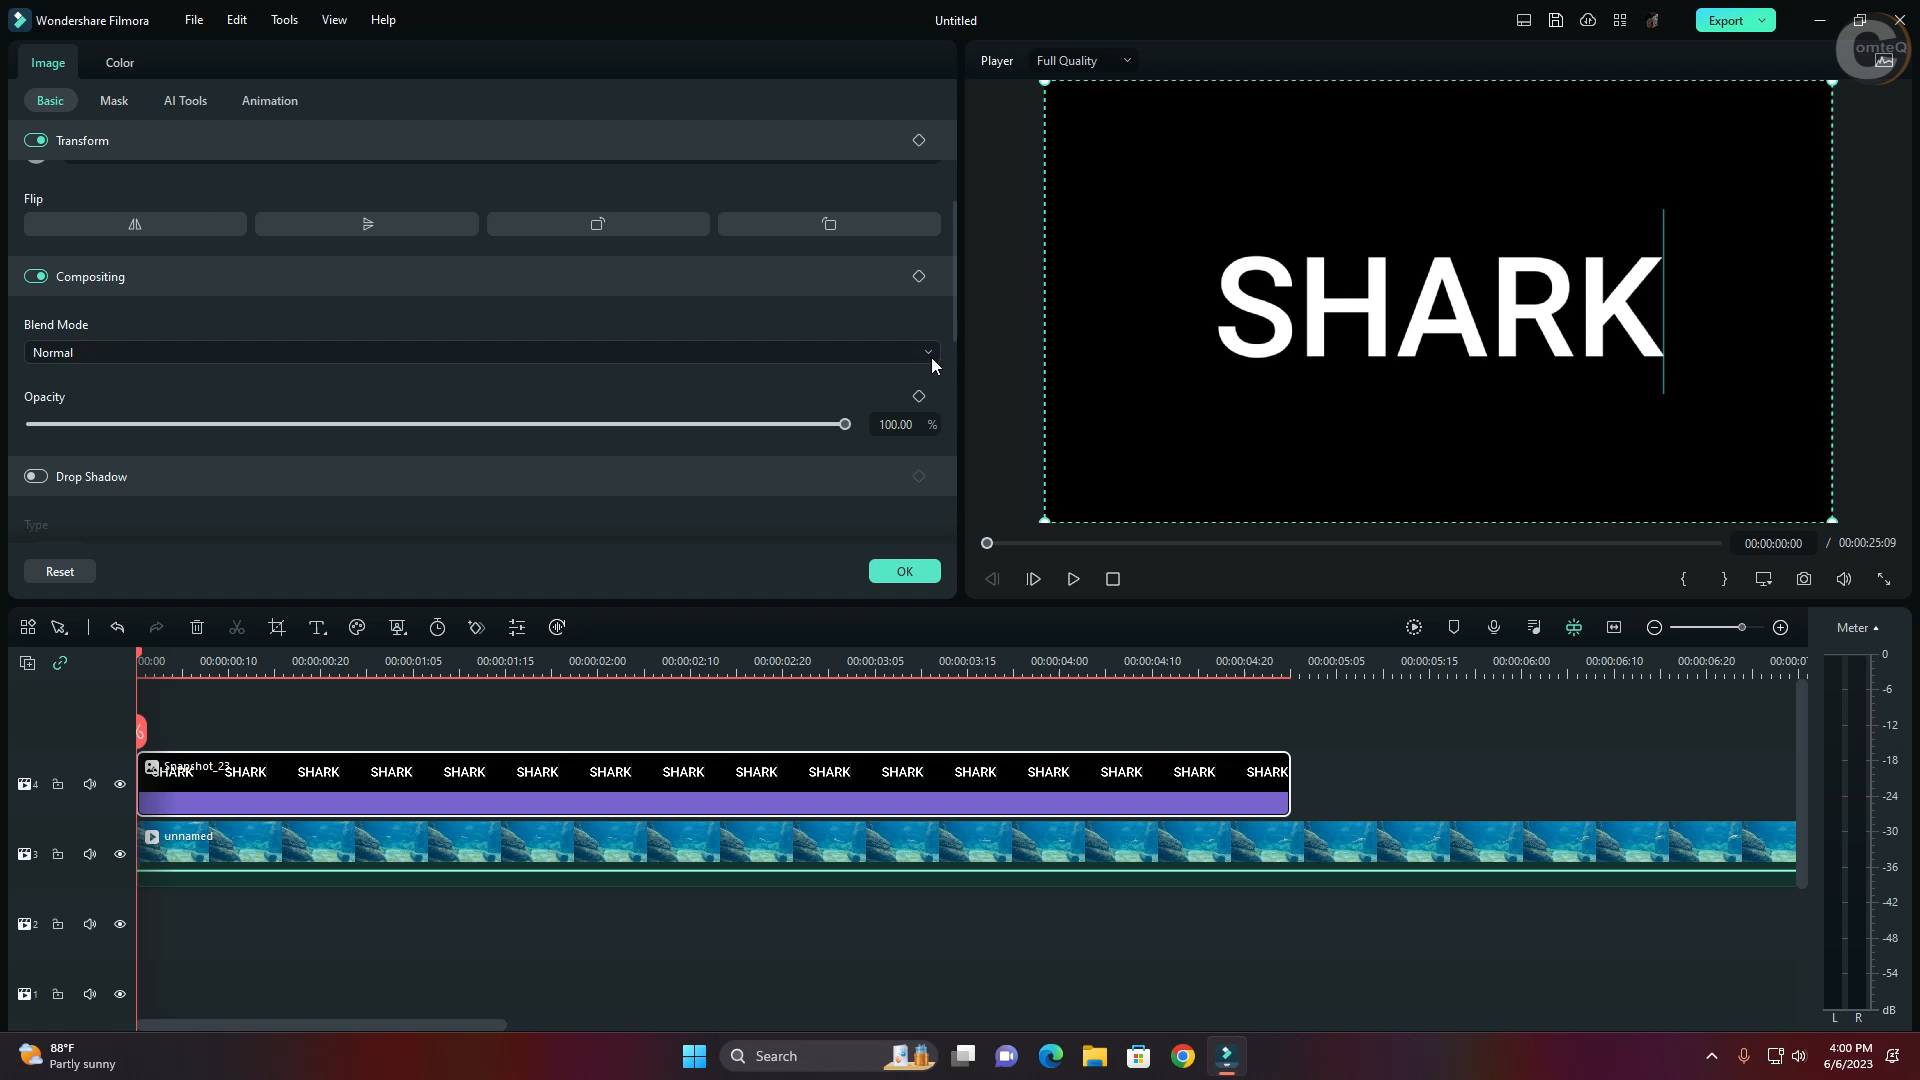 Wondershare Filmora File Edit Tools View Help Untitled Export
omteQ
Image Color
Player Full Quality
Basic Mask AI Tools Animation
Transform
Flip
Compositing
Blend Mode
Normal
Opacity
100.00 %
Drop Shadow
Type
Reset OK
SHARK
00:00:00:00 / 00:00:25:09
Meter
00:00 00:00:00:10 00:00:00:20 00:00:01:05 00:00:01:15 00:00:02:00 00:00:02:10 00:00:02:20 00:00:03:05 00:00:03:15 00:00:04:00 00:00:04:10 00:00:04:20 00:00:05:05 00:00:05:15 00:00:06:00 00:00:06:10 00:00:06:20 00:00:07
Snapshot_23
SHARK SHARK SHARK SHARK SHARK SHARK SHARK SHARK SHARK SHARK SHARK SHARK SHARK SHARK SHARK SHARK
4
unnamed
3
2
1
0
-6
-12
-18
-24
-30
-36
-42
-48
-54
dB
L R
88°F
Partly sunny
Search
4:00 PM
6/6/2023